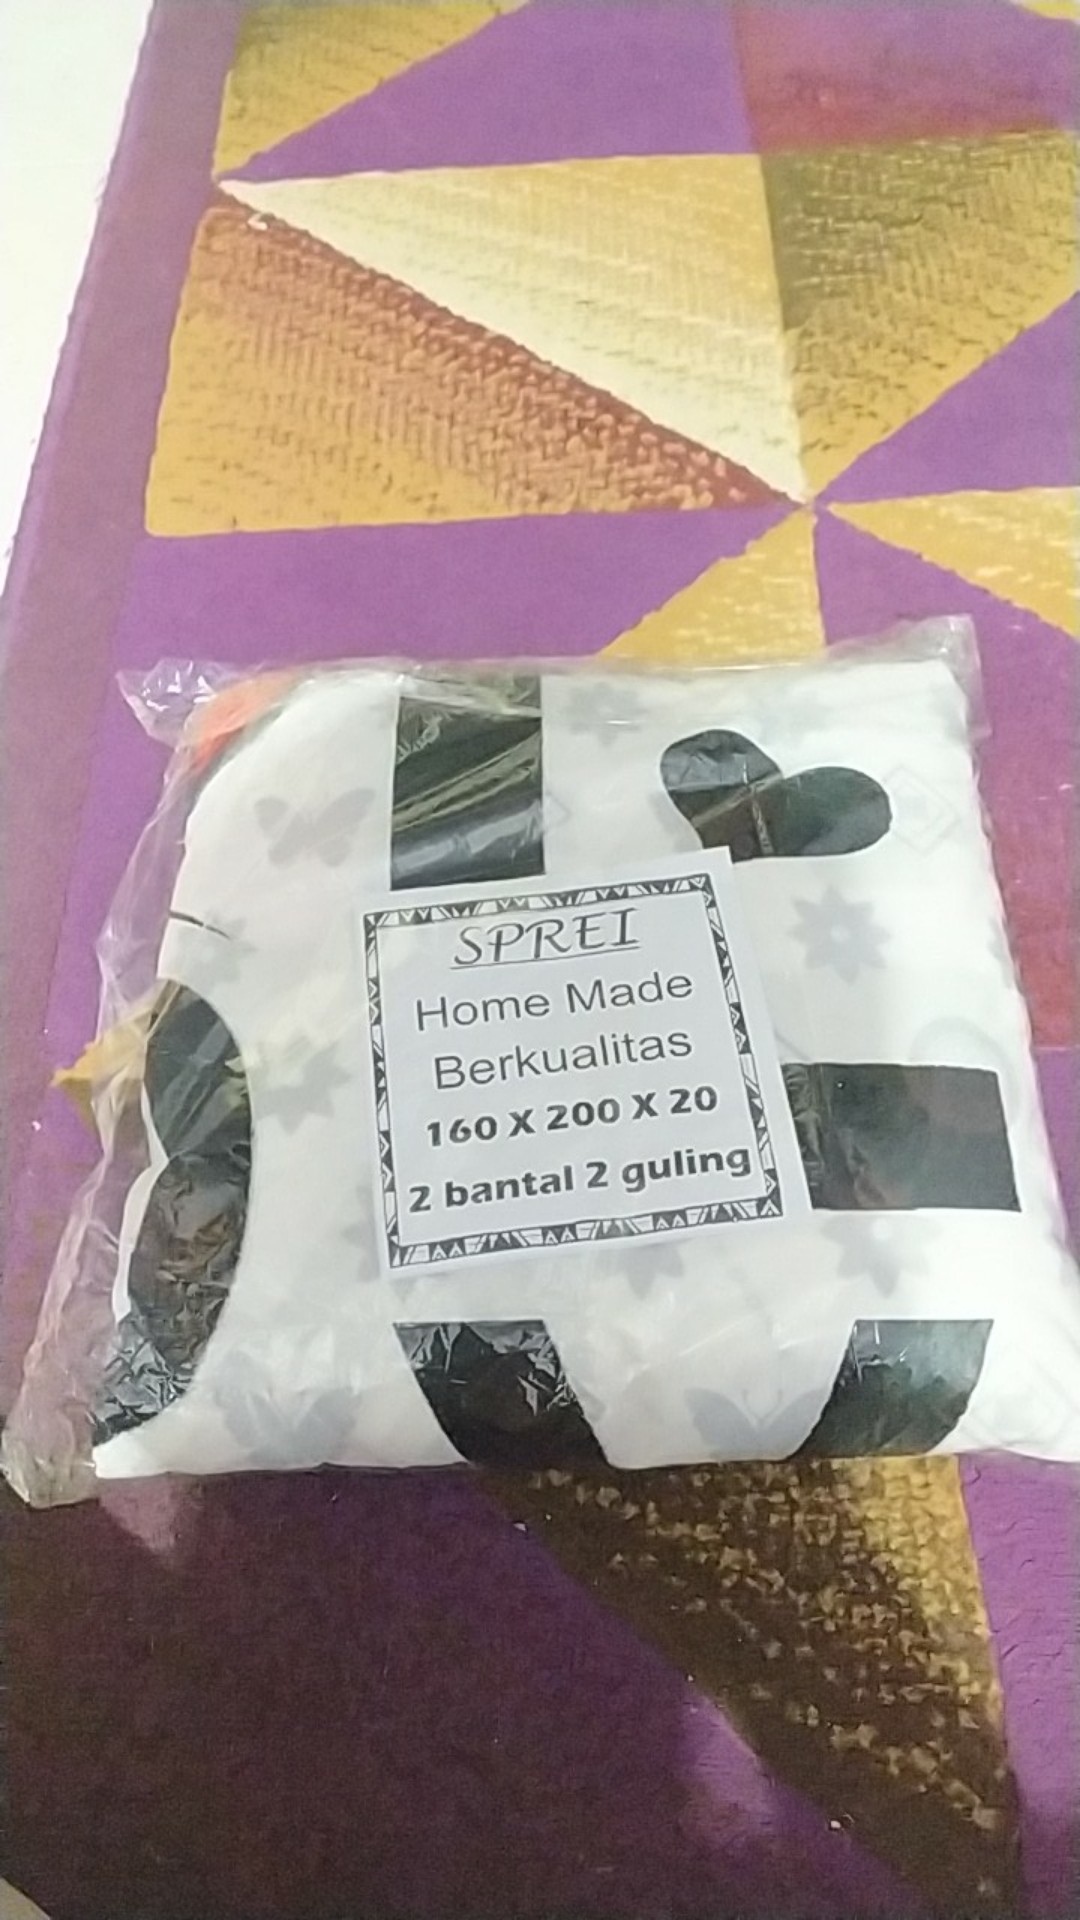 SPREI
Home Made
Berkualitas
160 X 200 X 20
2 bantal 2 guling